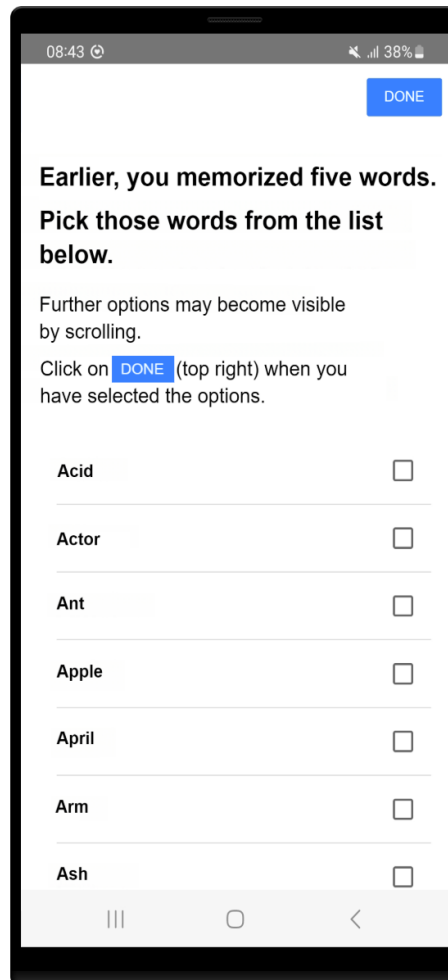 08:43 38%
DONE
Earlier, you memorized five words.
Pick those words from the list
below.
Further options may become visible
by scrolling.
Click on DONE (top right) when you
have selected the options.
Acid
Actor
Ant
Apple
April
Arm
Ash